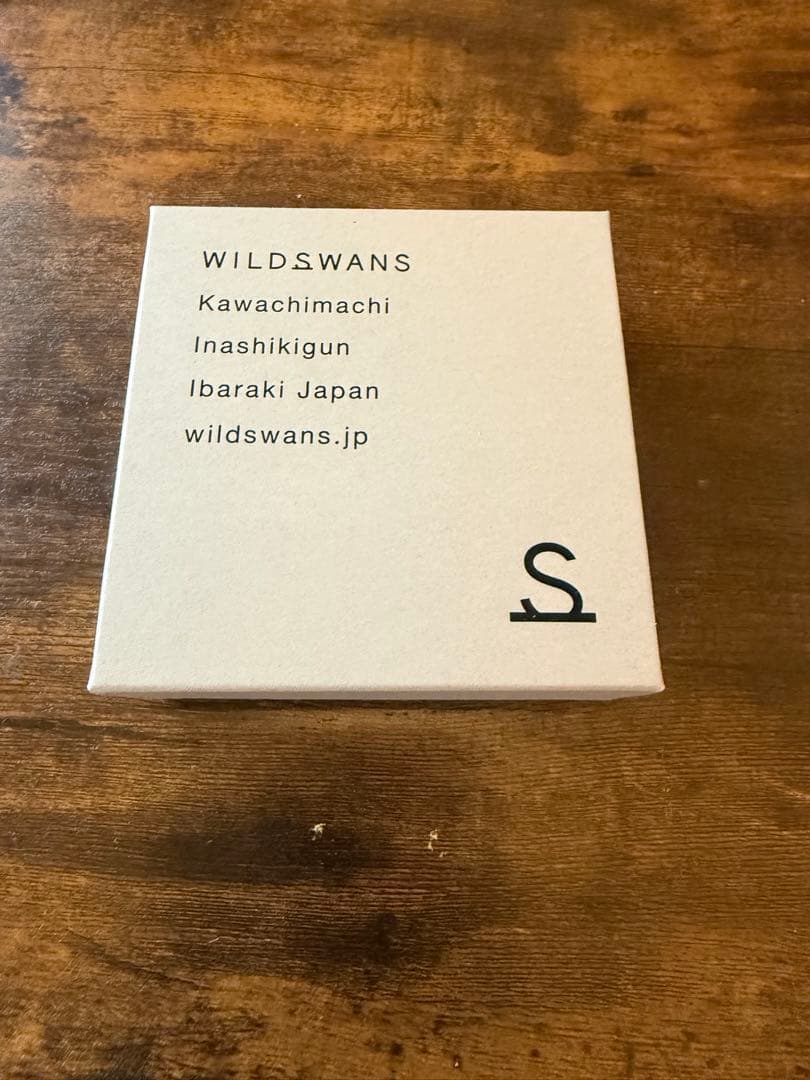 WILDSWANS
Kawachimachi
Inashikigun
Ibaraki Japan
wildswans.jp
S